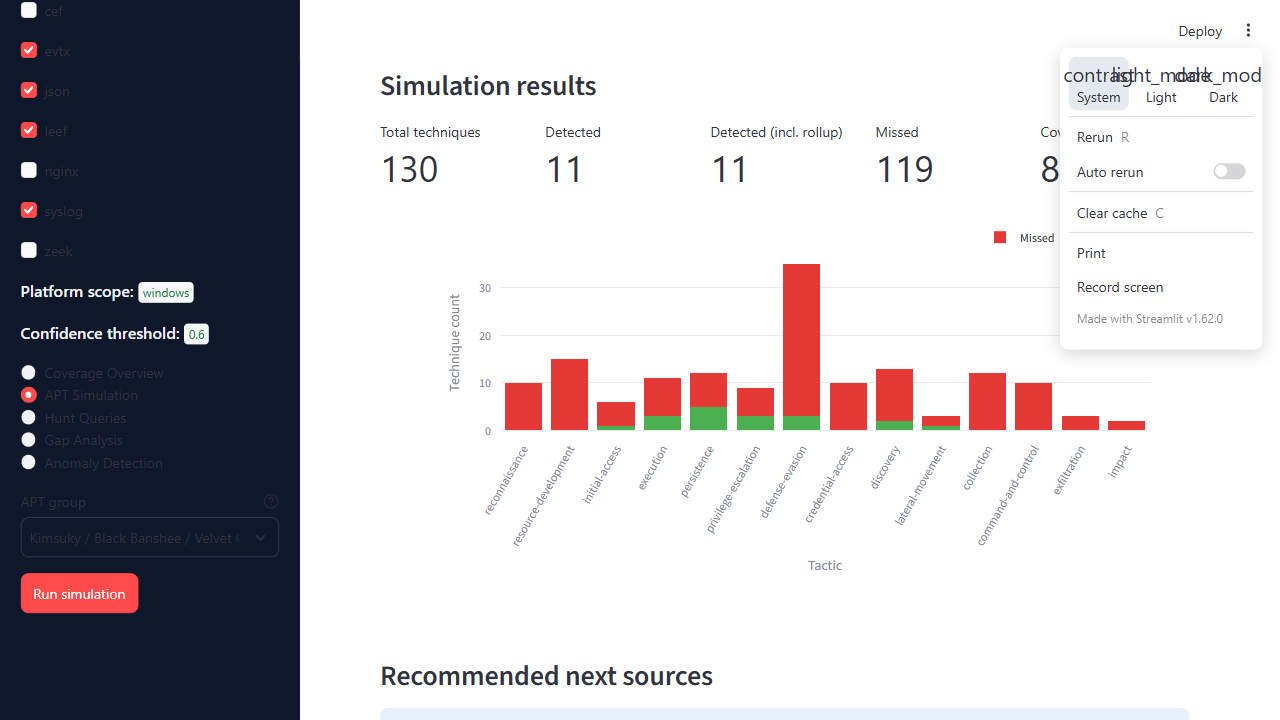 cef
evtx
json
leef
nginx
syslog
zeek
Platform scope: windows
Confidence threshold: 0.6
Coverage Overview
APT Simulation
Hunt Queries
Gap Analysis
Anomaly Detection
APT group
Kimsuky / Black Banshee / Velvet
Run simulation
Deploy
Simulation results
Total techniques
130
Detected
11
Detected (incl. rollup)
11
Missed
119
8
contrast
light_mode
dark_mod
System
Light
Dark
Rerun R
Auto rerun
Clear cache C
Print
Record screen
Made with Streamlit v1.62.0
Missed
Technique count
30
20
10
0
reconnaissance
resource-development
initial-access
execution
persistence
privilege-escalation
defense-evasion
credential-access
discovery
lateral-movement
collection
command-and-control
exfiltration
impact
Tactic
Recommended next sources